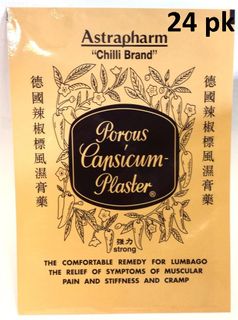 24 pk
Astrapharm
"Chilli Brand"
德國辣椒標風濕膏藥
德國辣椒標風濕膏藥
Porous
Capsicum-
Plaster®
强力
strong
THE COMFORTABLE REMEDY FOR LUMBAGO
THE RELIEF OF SYMPTOMS OF MUSCULAR
PAIN AND STIFFNESS AND CRAMP